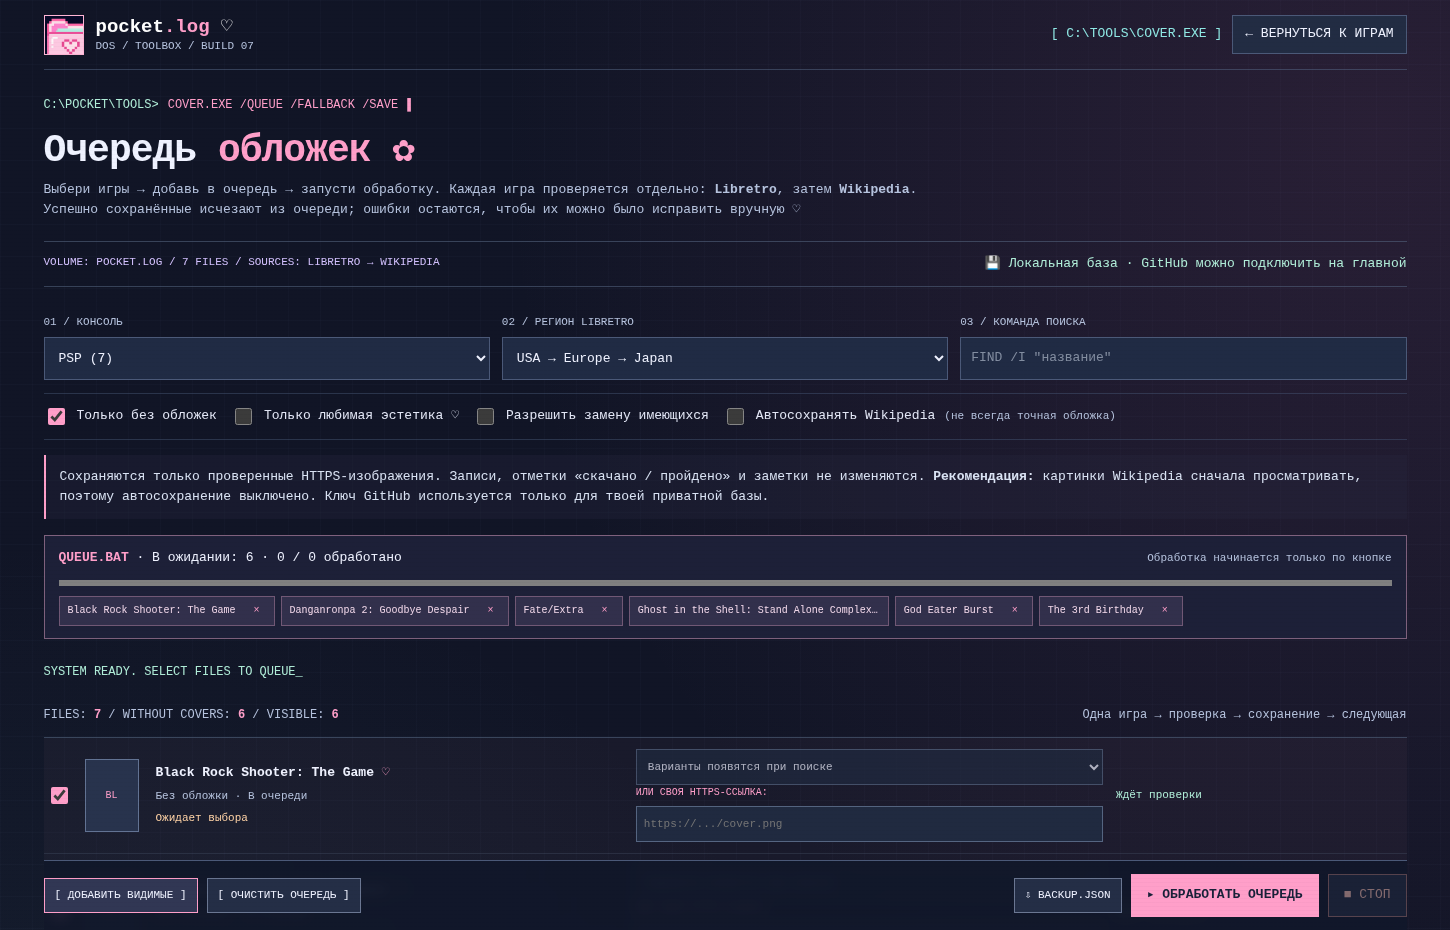 pocket.log ♡
DOS / TOOLBOX / BUILD 07
[ C:\TOOLS\COVER.EXE ]
← ВЕРНУТЬСЯ К ИГРАМ
C:\POCKET\TOOLS> COVER.EXE /QUEUE /FALLBACK /SAVE
Очередь обложек ✿
Выбери игры → добавь в очередь → запусти обработку. Каждая игра проверяется отдельно: Libretro, затем Wikipedia.
Успешно сохранённые исчезают из очереди; ошибки остаются, чтобы их можно было исправить вручную ♡
VOLUME: POCKET.LOG / 7 FILES / SOURCES: LIBRETRO → WIKIPEDIA
💾 Локальная база · GitHub можно подключить на главной
01 / КОНСОЛЬ
02 / РЕГИОН LIBRETRO
03 / КОМАНДА ПОИСКА
PSP (7)
USA → Europe → Japan
FIND /I "название"
Только без обложек
Только любимая эстетика ♡
Разрешить замену имеющихся
Автосохранять Wikipedia (не всегда точная обложка)
Сохраняются только проверенные HTTPS-изображения. Записи, отметки «скачано / пройдено» и заметки не изменяются. Рекомендация: картинки Wikipedia сначала просматривать,
поэтому автосохранение выключено. Ключ GitHub используется только для твоей приватной базы.
QUEUE.BAT · В ожидании: 6 · 0 / 0 обработано
Обработка начинается только по кнопке
Black Rock Shooter: The Game ×
Danganronpa 2: Goodbye Despair ×
Fate/Extra ×
Ghost in the Shell: Stand Alone Complex…
God Eater Burst ×
The 3rd Birthday ×
SYSTEM READY. SELECT FILES TO QUEUE_
FILES: 7 / WITHOUT COVERS: 6 / VISIBLE: 6
Одна игра → проверка → сохранение → следующая
BL
Black Rock Shooter: The Game ♡
Без обложки · В очереди
Ожидает выбора
Варианты появятся при поиске
ИЛИ СВОЯ HTTPS-ССЫЛКА:
https://.../cover.png
Ждёт проверки
[ ДОБАВИТЬ ВИДИМЫЕ ]
[ ОЧИСТИТЬ ОЧЕРЕДЬ ]
⇩ BACKUP.JSON
▸ ОБРАБОТАТЬ ОЧЕРЕДЬ
■ СТОП